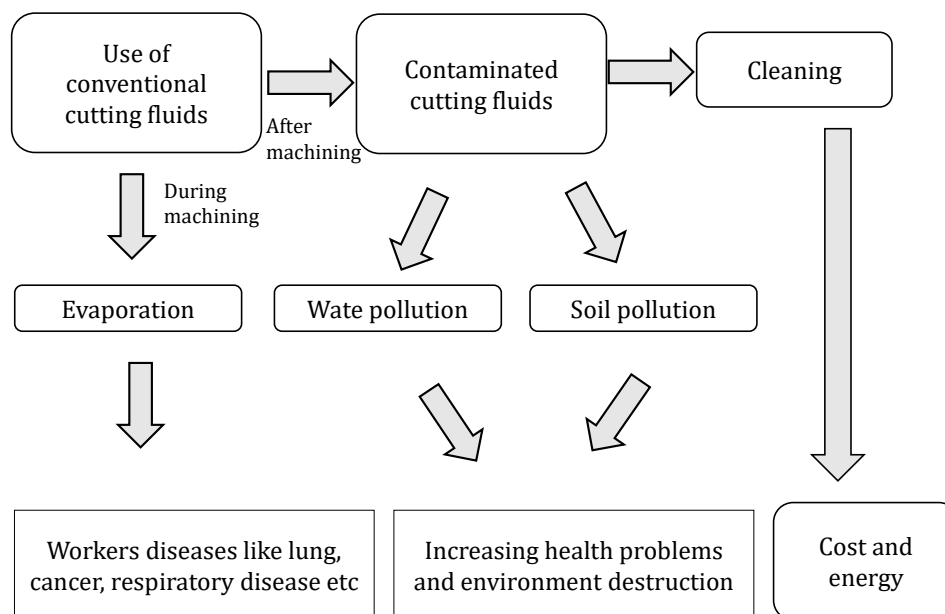 Use of
conventional
cutting fluids
After
machining
Contaminated
cutting fluids
Cleaning
During
machining
Evaporation
Wate pollution
Soil pollution
Workers diseases like lung,
cancer, respiratory disease etc
Increasing health problems
and environment destruction
Cost and
energy